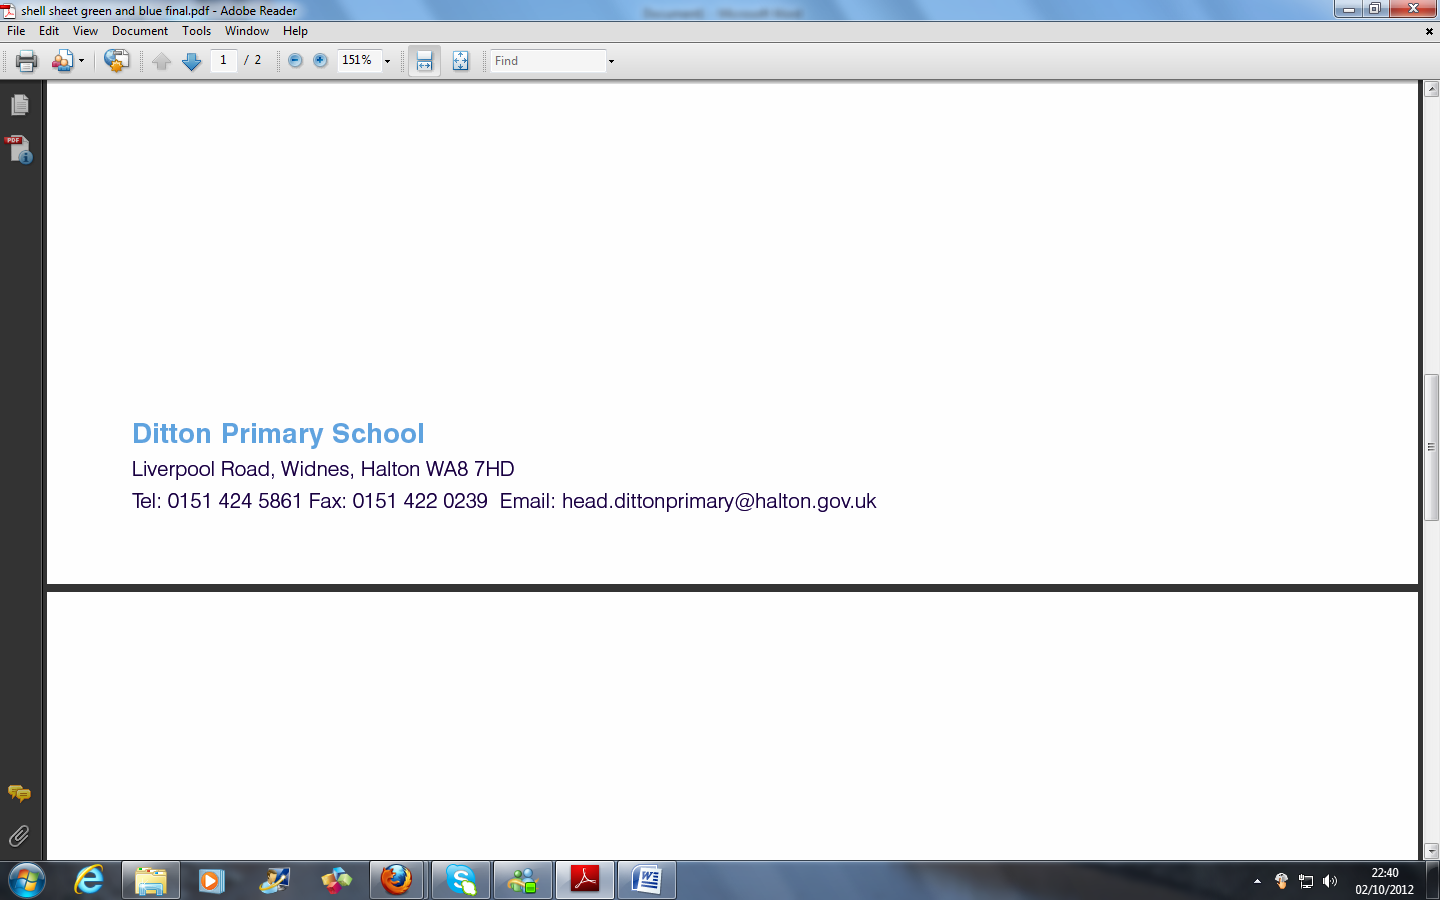 shell sheet green and blue final.pdf - Adobe Reader
File Edit View Document Tools Window Help
1 / 2 151% Find
Ditton Primary School
Liverpool Road, Widnes, Halton WA8 7HD
Tel: 0151 424 5861 Fax: 0151 422 0239 Email: head.dittonprimary@halton.gov.uk
22:40
02/10/2012